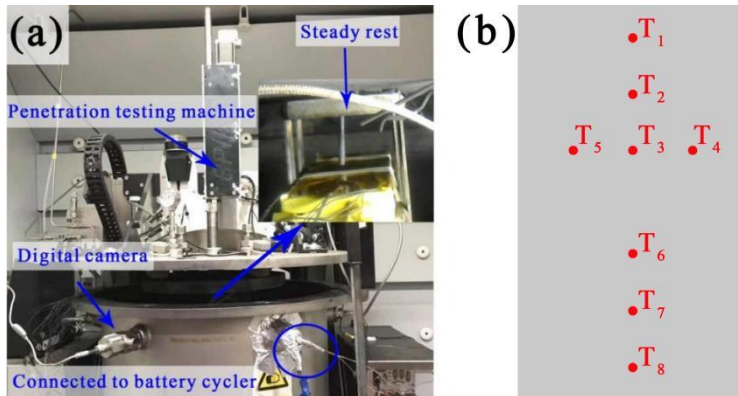 (a)
Steady rest
Penetration testing machine
Digital camera
Connected to battery cycler
(b)
T1
T2
T5 T3 T4
T6
T7
T8